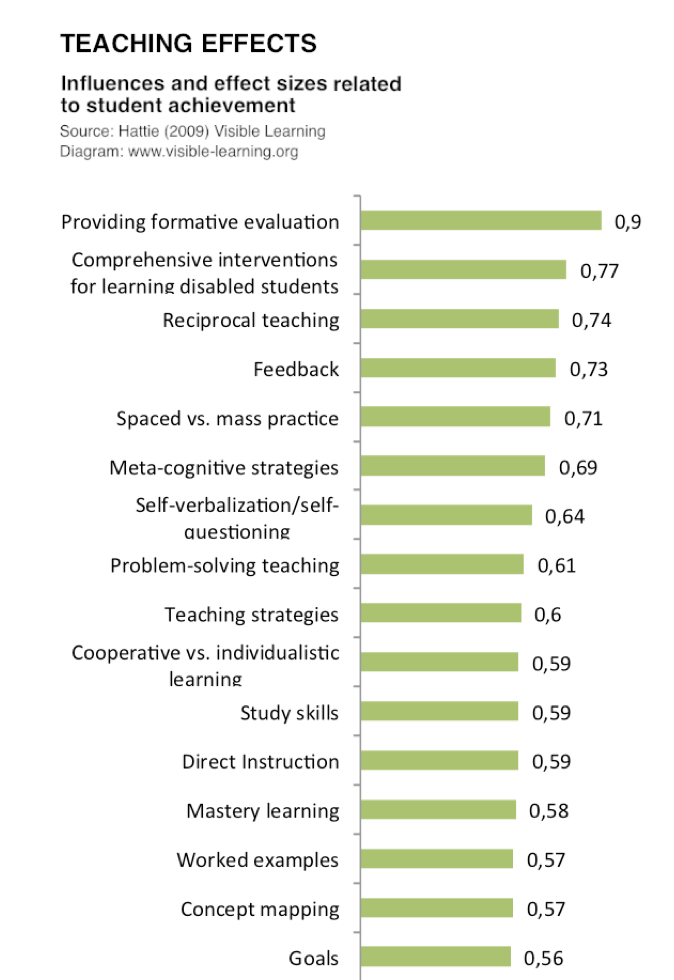 TEACHING EFFECTS
Influences and effect sizes related
to student achievement
Source: Hattie (2009) Visible Learning
Diagram: www.visible-learning.org
Providing formative evaluation 0,9
Comprehensive interventions
for learning disabled students 0,77
Reciprocal teaching 0,74
Feedback 0,73
Spaced vs. mass practice 0,71
Meta-cognitive strategies 0,69
Self-verbalization/self-
questioning 0,64
Problem-solving teaching 0,61
Teaching strategies 0,6
Cooperative vs. individualistic
learning 0,59
Study skills 0,59
Direct Instruction 0,59
Mastery learning 0,58
Worked examples 0,57
Concept mapping 0,57
Goals 0,56